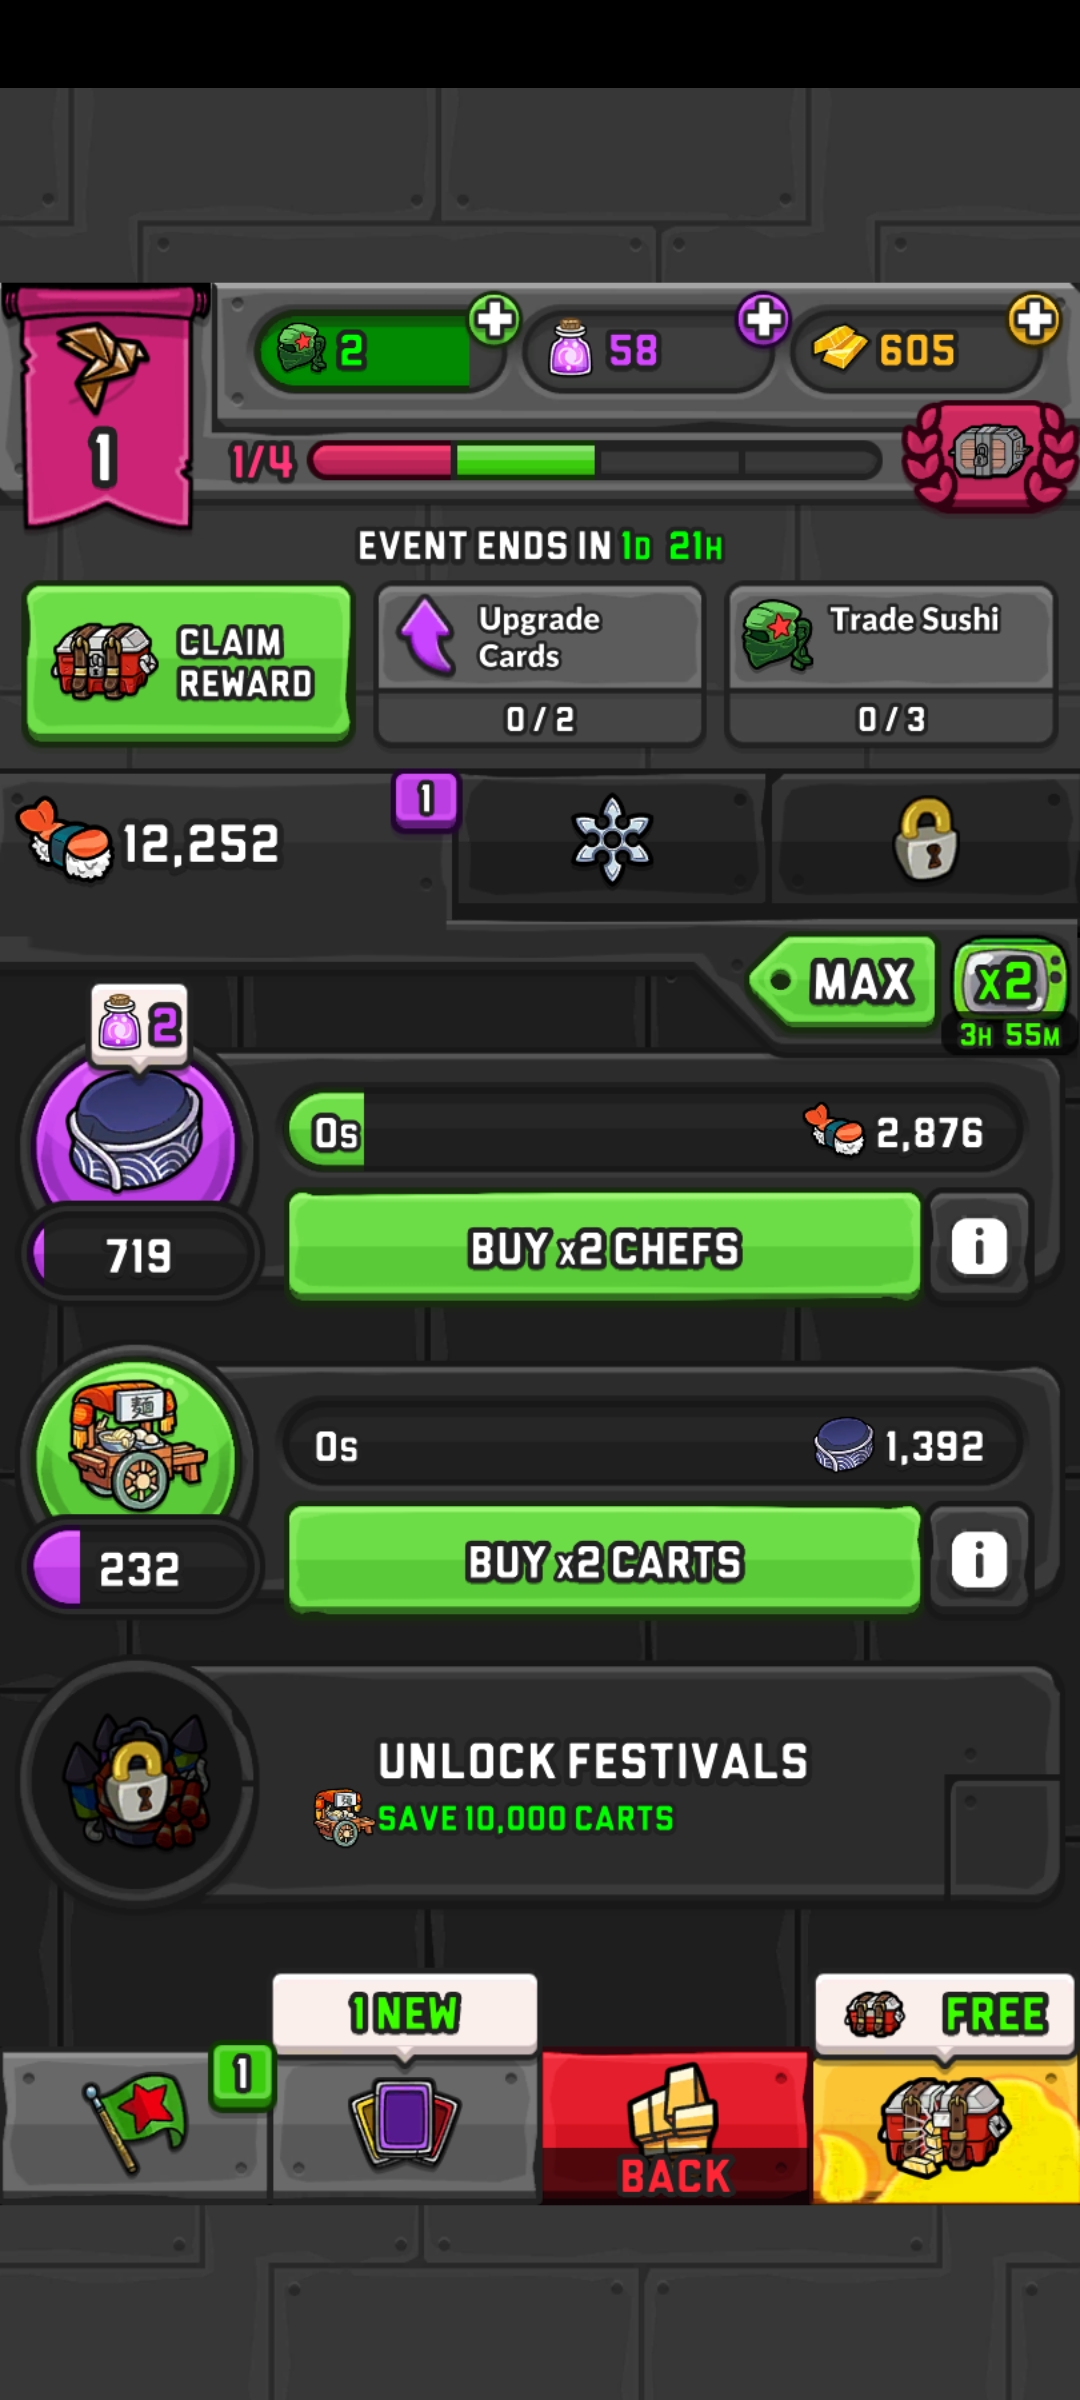 2
58
605
1
1/4
EVENT ENDS IN 1D 21H
CLAIM
REWARD
Upgrade
Cards
0 / 2
Trade Sushi
0 / 3
12,252
1
MAX
x2
3H 55M
2
0s
2,876
719
BUY x2 CHEFS
i
麺
0s
1,392
232
BUY x2 CARTS
i
UNLOCK FESTIVALS
SAVE 10,000 CARTS
1 NEW
FREE
1
BACK